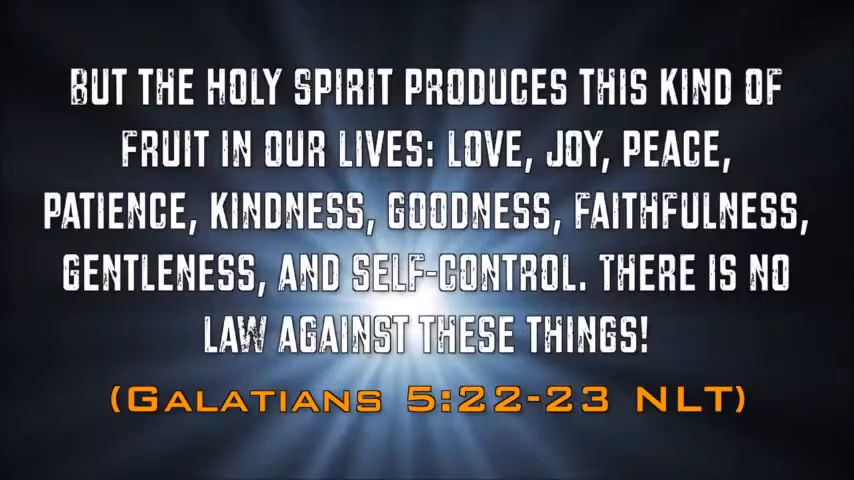 BUT THE HOLY SPIRIT PRODUCES THIS KIND OF
FRUIT IN OUR LIVES: LOVE, JOY, PEACE,
PATIENCE, KINDNESS, GOODNESS, FAITHFULNESS,
GENTLENESS, AND SELF-CONTROL. THERE IS NO
LAW AGAINST THESE THINGS!
(GALATIANS 5:22-23 NLT)